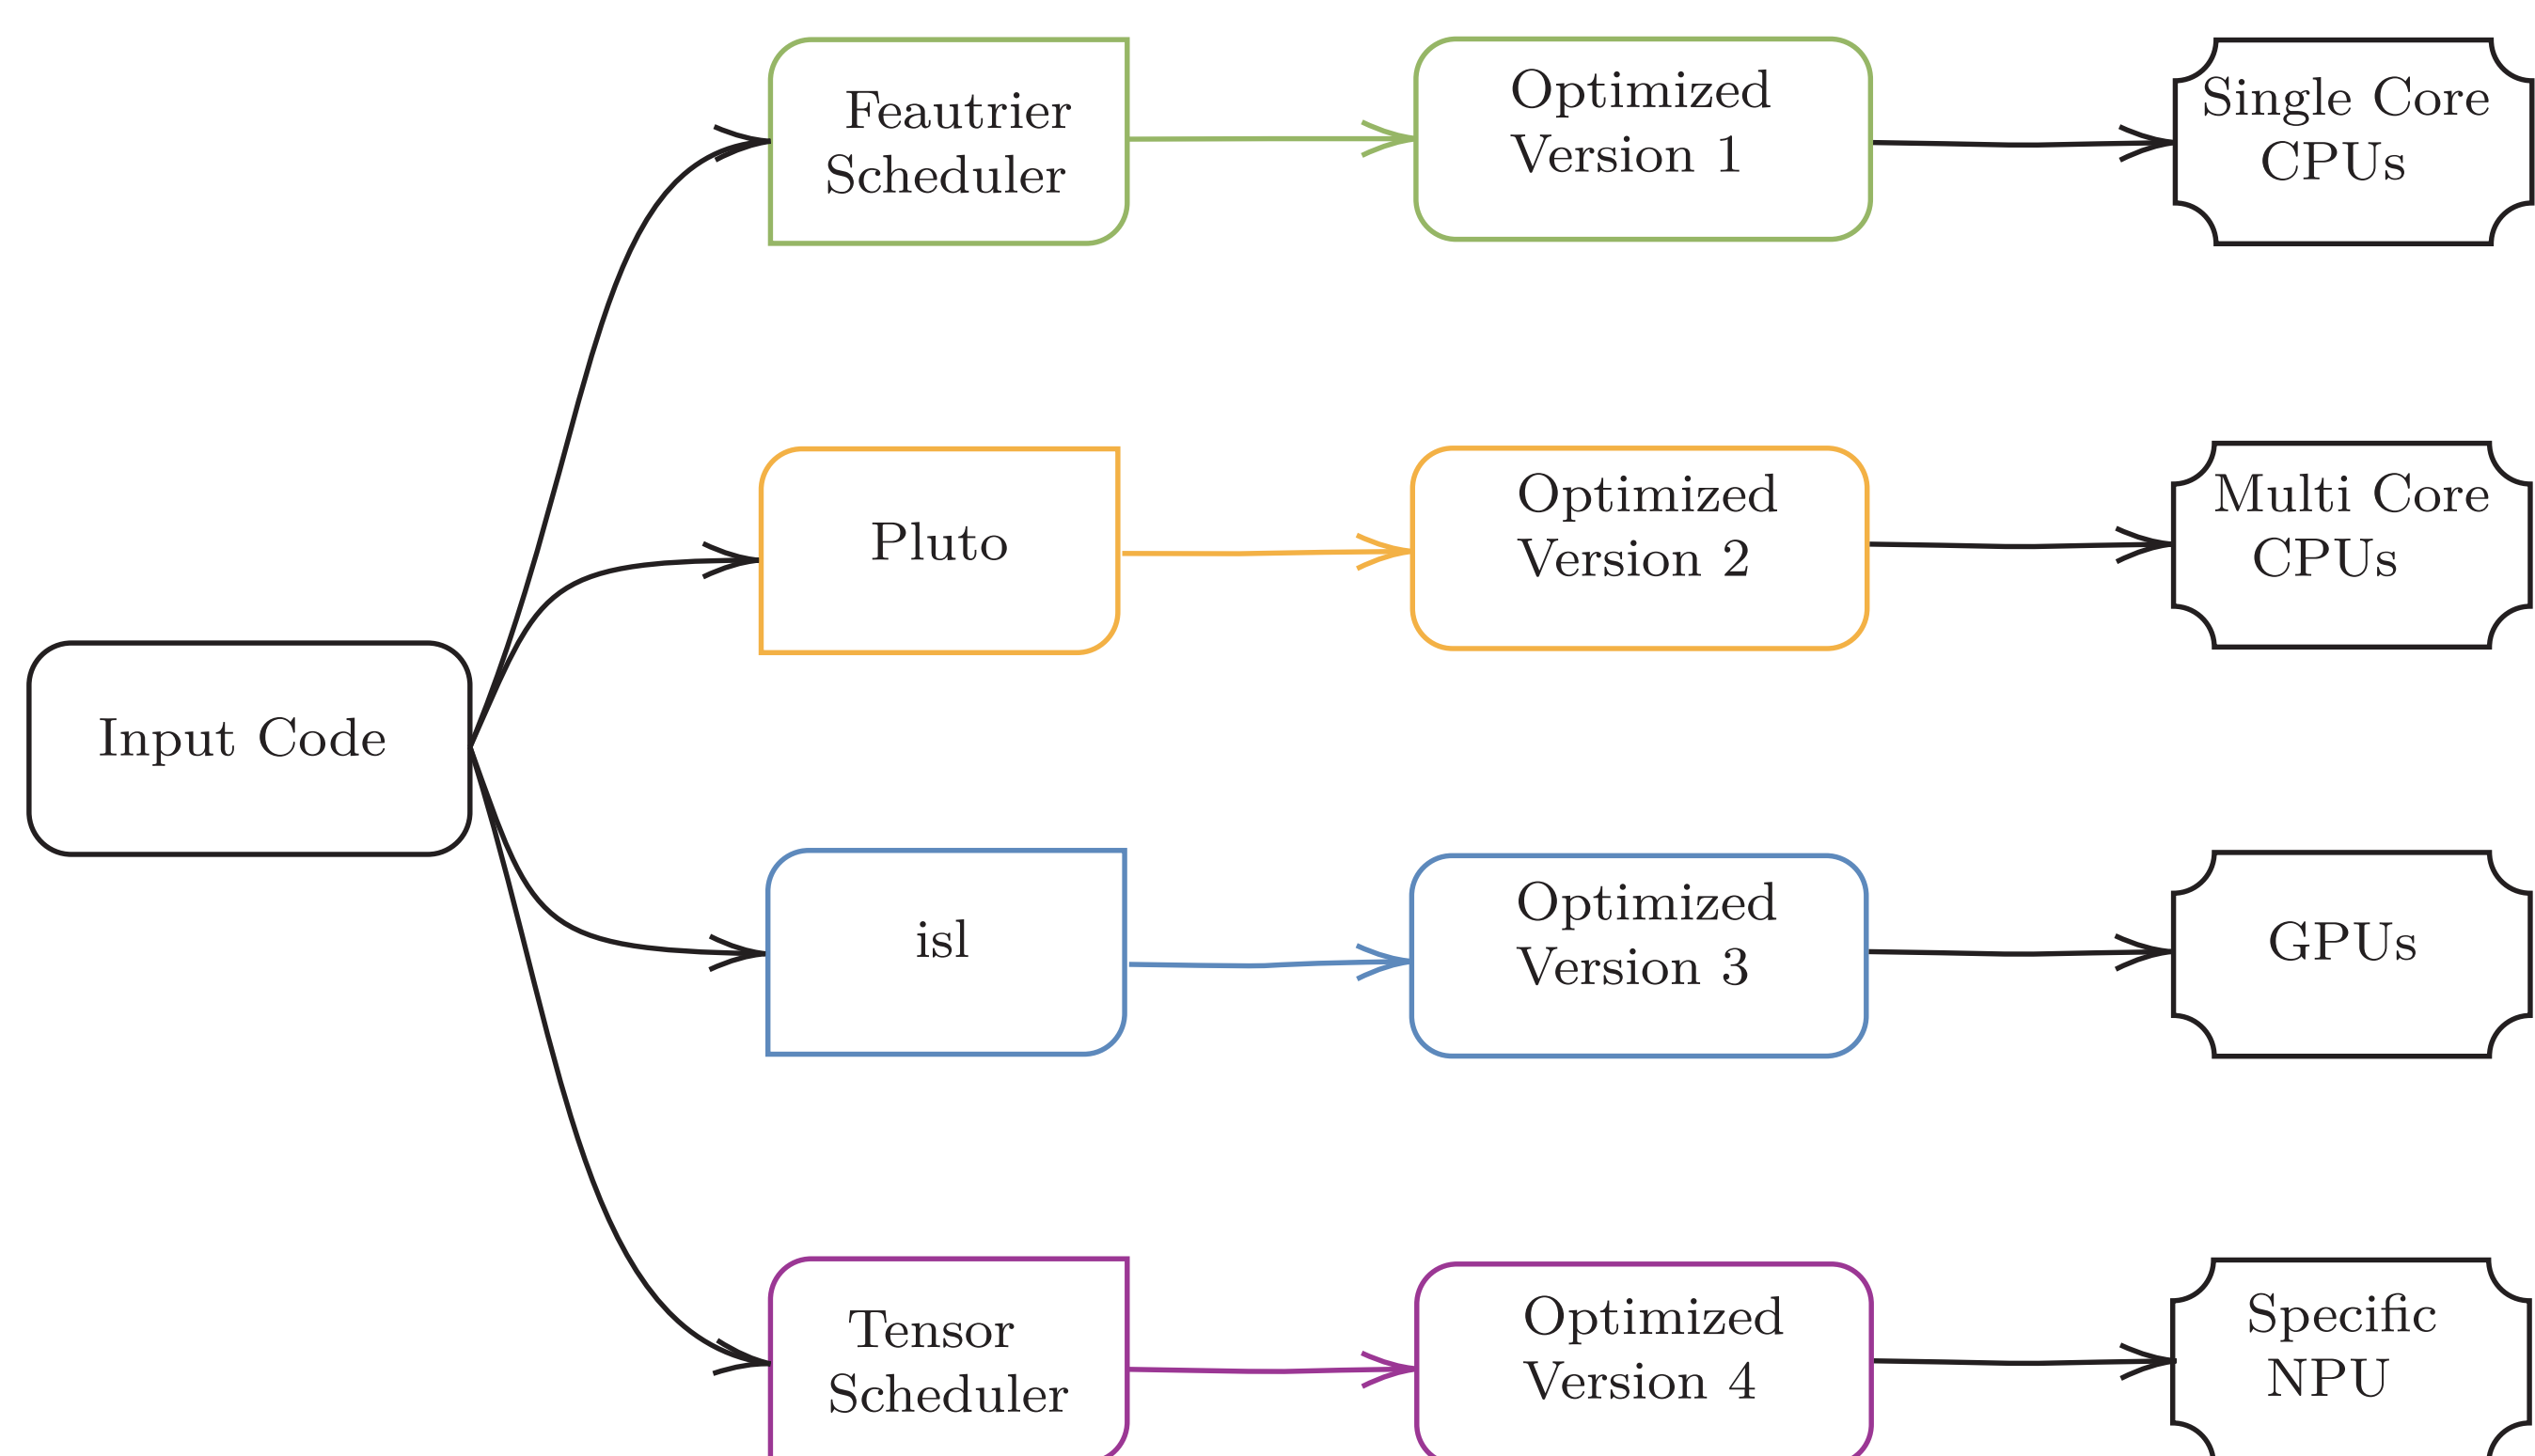 Feautrier
Scheduler
Optimized
Version 1
Single Core
CPUs
Pluto
Optimized
Version 2
Multi Core
CPUs
Input Code
isl
Optimized
Version 3
GPUs
Tensor
Scheduler
Optimized
Version 4
Specific
NPU